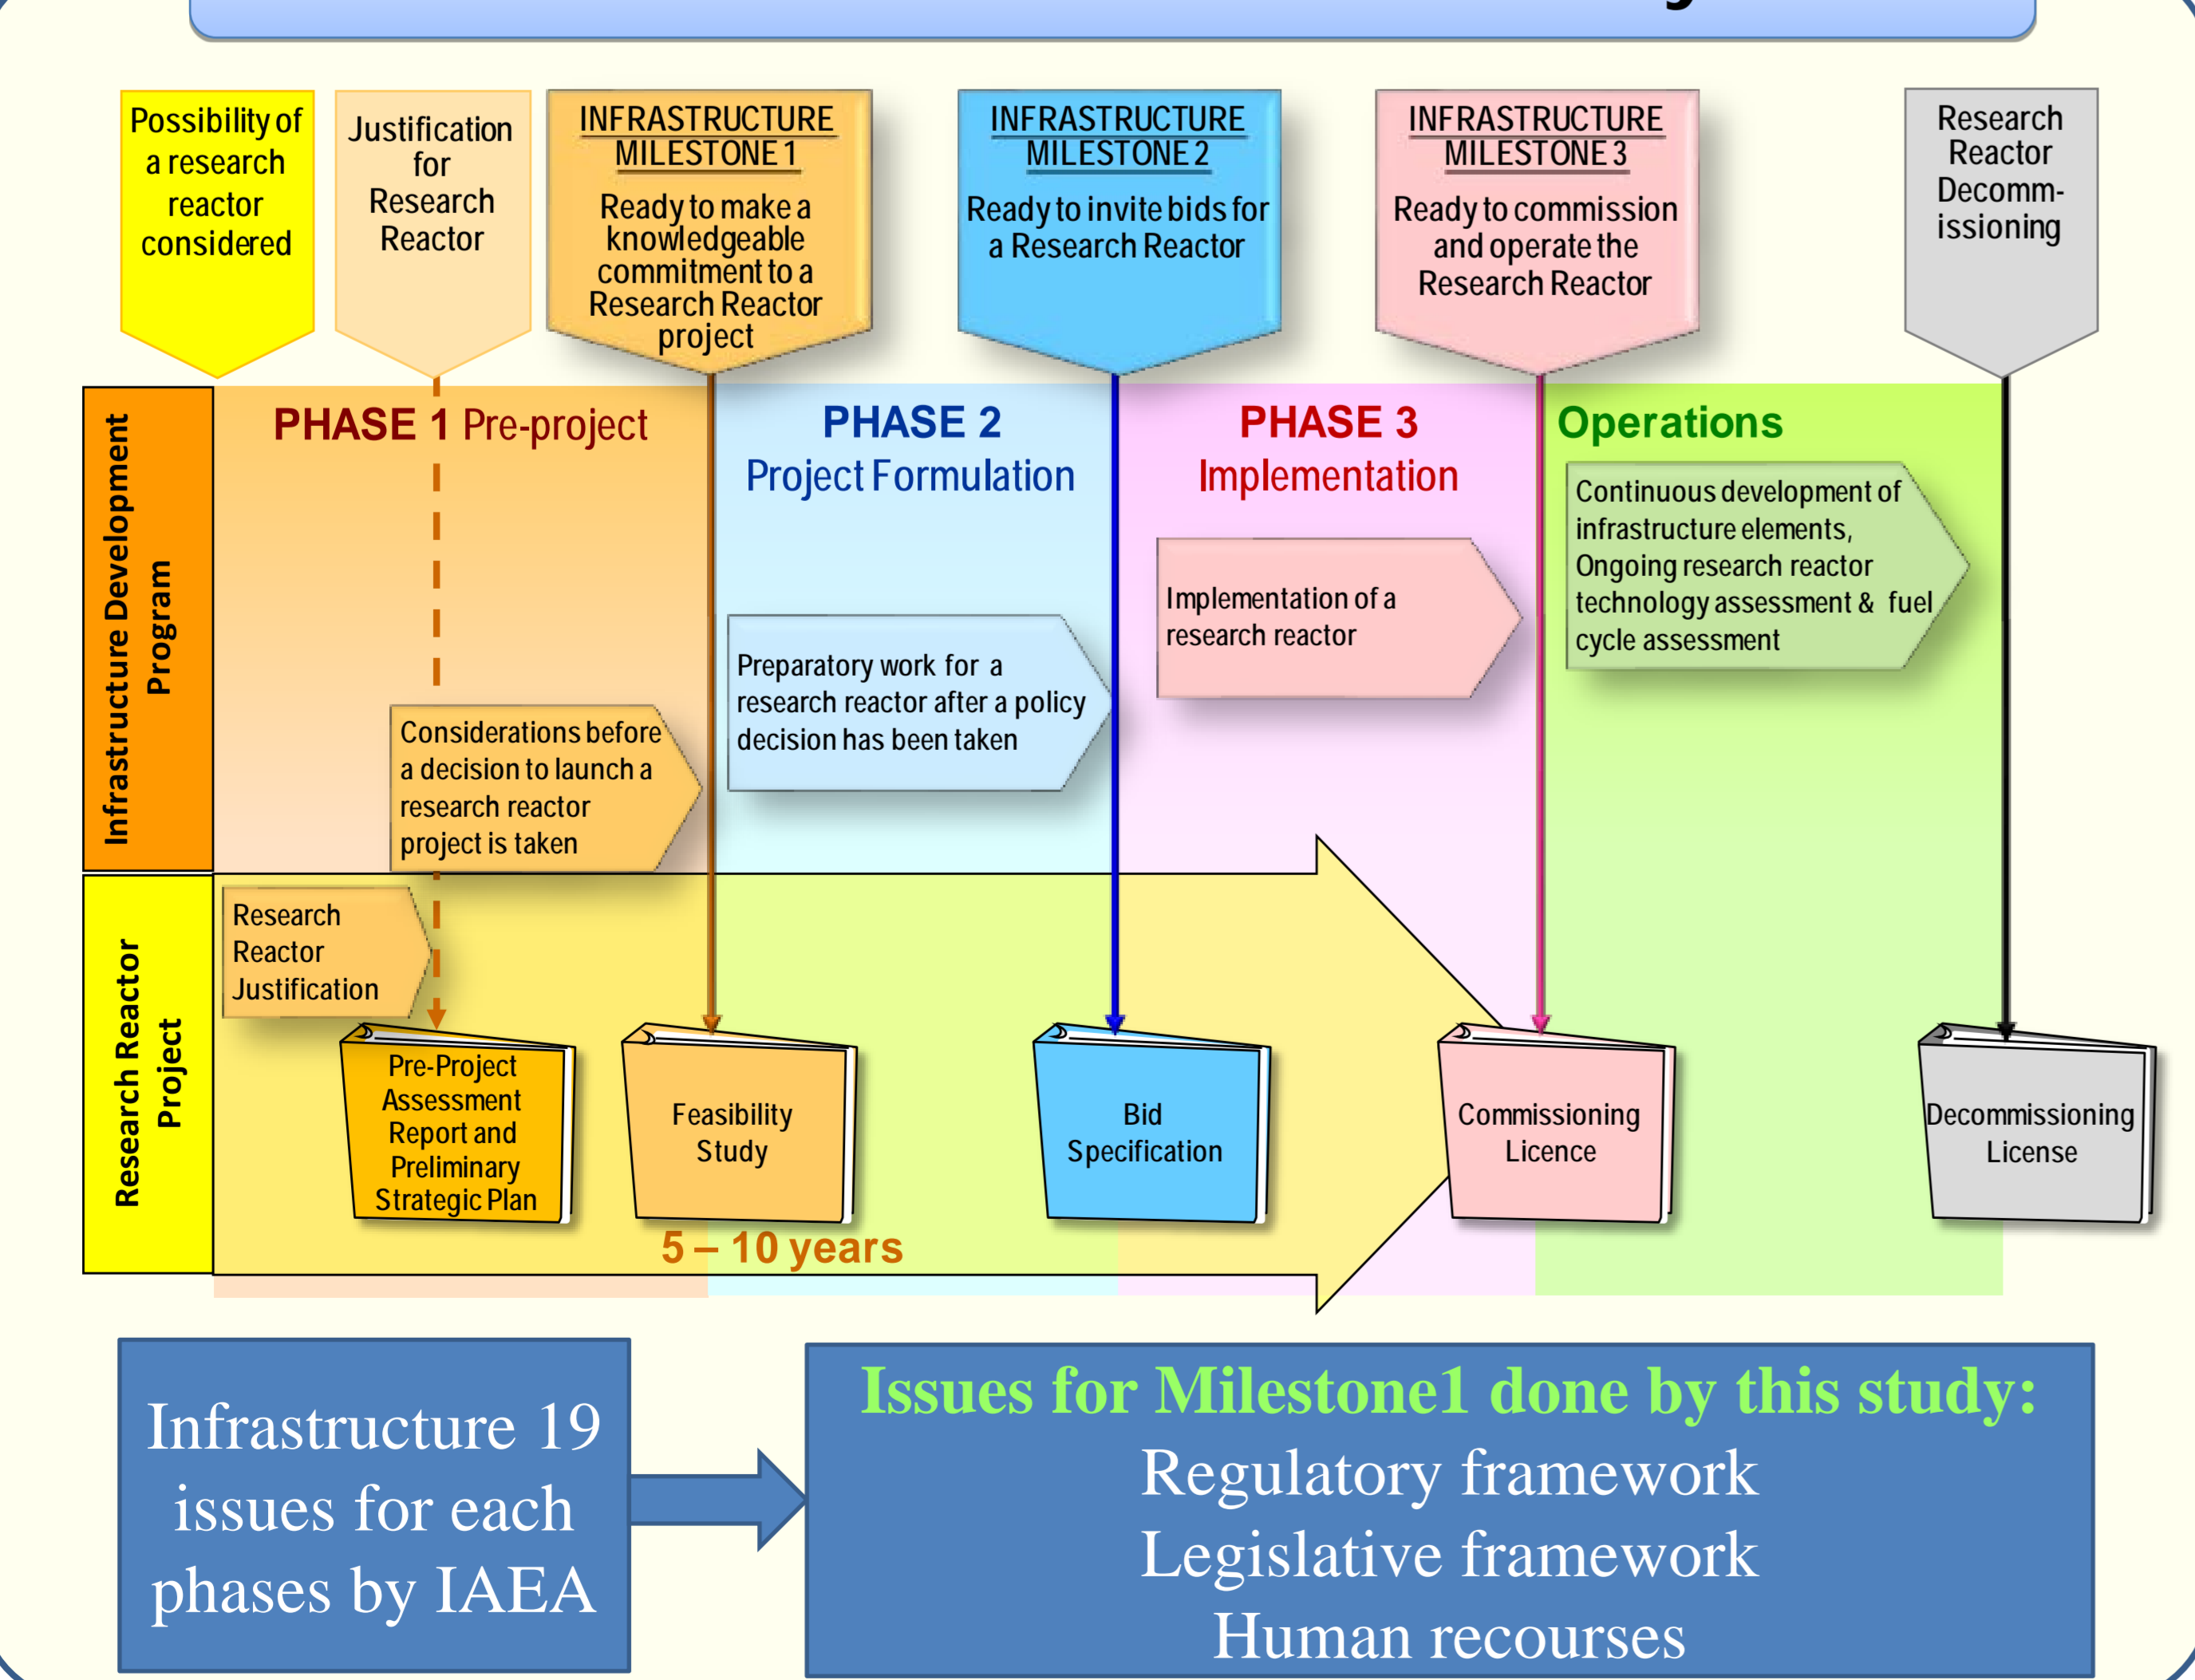 Possibility of
a research
reactor
considered
Justification
for
Research
Reactor
INFRASTRUCTURE
MILESTONE 1
Ready to make a
knowledgeable
commitment to a
Research Reactor
project
INFRASTRUCTURE
MILESTONE 2
Ready to invite bids for
a Research Reactor
INFRASTRUCTURE
MILESTONE 3
Ready to commission
and operate the
Research Reactor
Research
Reactor
Decomm-
issioning
Infrastructure Development
Program
PHASE 1 Pre-project
PHASE 2
Project Formulation
PHASE 3
Implementation
Operations
Continuous development of
infrastructure elements,
Ongoing research reactor
technology assessment & fuel
cycle assessment
Implementation of a
research reactor
Preparatory work for a
research reactor after a policy
decision has been taken
Considerations before
a decision to launch a
research reactor
project is taken
Research Reactor
Project
Research
Reactor
Justification
Pre-Project
Assessment
Report and
Preliminary
Strategic Plan
Feasibility
Study
Bid
Specification
Commissioning
Licence
Decommissioning
License
5 – 10 years
Infrastructure 19
issues for each
phases by IAEA
Issues for Milestone1 done by this study:
Regulatory framework
Legislative framework
Human recourses